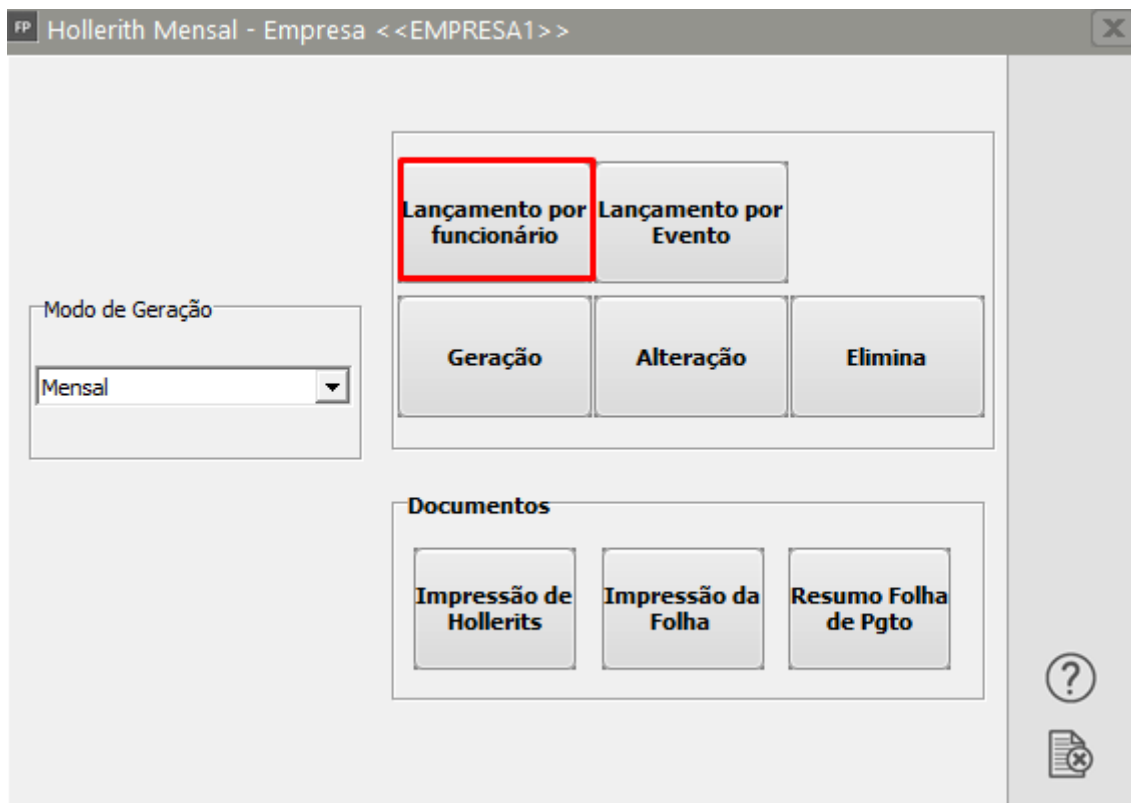 FP Hollerith Mensal - Empresa <<EMPRESA1>>
Lançamento por
funcionário
Lançamento por
Evento
Modo de Geração
Mensal
Geração
Alteração
Elimina
Documentos
Impressão de
Hollerits
Impressão da
Folha
Resumo Folha
de Pgto
?